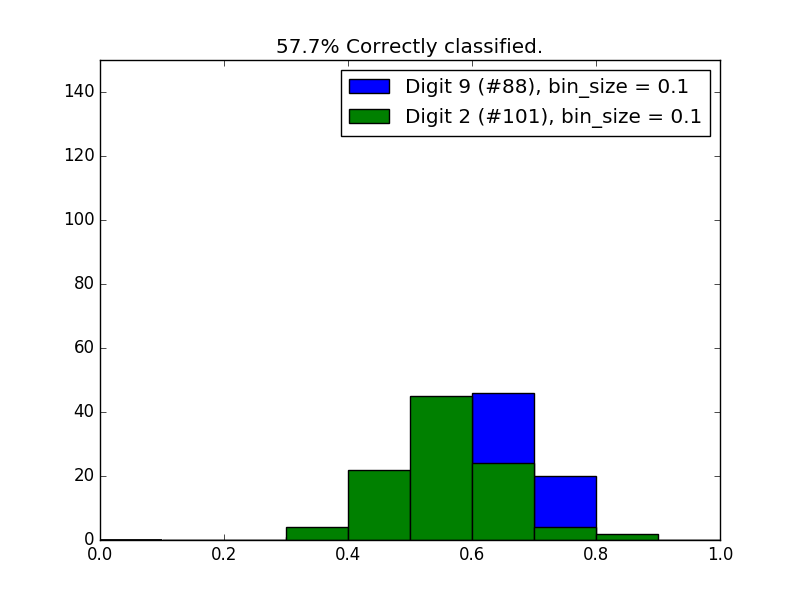 57.7% Correctly classified.
Digit 9 (#88), bin_size = 0.1
Digit 2 (#101), bin_size = 0.1
140
120
100
80
60
40
20
0
0.0 0.2 0.4 0.6 0.8 1.0